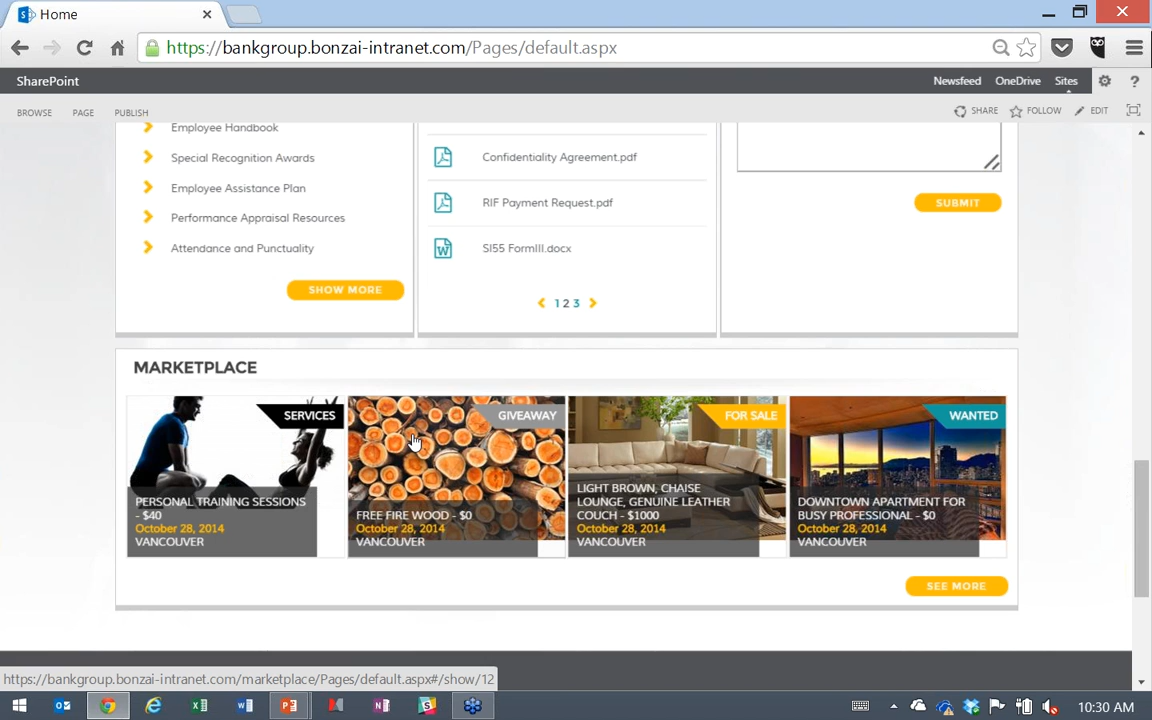 Home
https://bankgroup.bonzai-intranet.com/Pages/default.aspx
SharePoint
Newsfeed OneDrive Sites ?
BROWSE PAGE PUBLISH
SHARE FOLLOW EDIT
Employee Handbook
Special Recognition Awards
Employee Assistance Plan
Performance Appraisal Resources
Attendance and Punctuality
SHOW MORE
Confidentiality Agreement.pdf
RIF Payment Request.pdf
SI55 FormIII.docx
1 2 3
SUBMIT
MARKETPLACE
SERVICES
PERSONAL TRAINING SESSIONS
- $40
October 28, 2014
VANCOUVER
GIVEAWAY
FREE FIRE WOOD - $0
October 28, 2014
VANCOUVER
FOR SALE
LIGHT BROWN, CHAISE
LOUNGE, GENUINE LEATHER
COUCH - $1000
October 28, 2014
VANCOUVER
WANTED
DOWNTOWN APARTMENT FOR
BUSY PROFESSIONAL - $0
October 28, 2014
VANCOUVER
SEE MORE
https://bankgroup.bonzai-intranet.com/marketplace/Pages/default.aspx#/show/12
10:30 AM